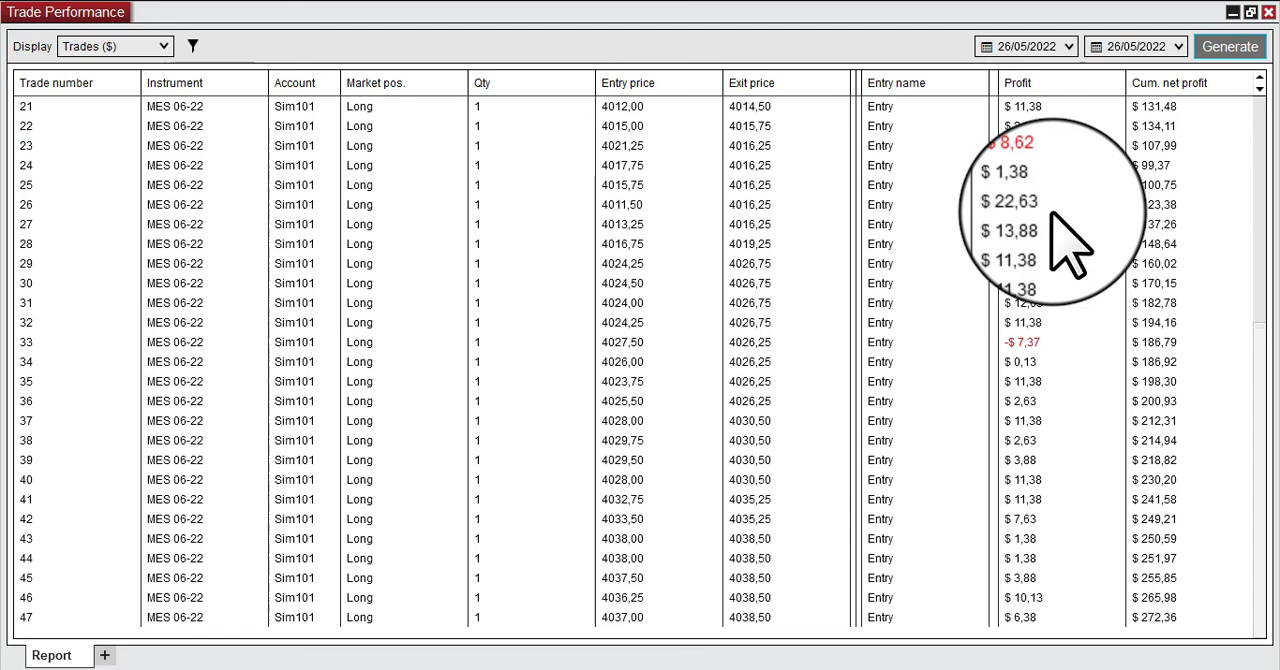 Trade Performance
Display Trades ($) 26/05/2022 26/05/2022 Generate
Trade number Instrument Account Market pos. Qty Entry price Exit price Entry name Profit Cum. net profit
21 MES 06-22 Sim101 Long 1 4012,00 4014,50 Entry $ 11,38 $ 131,48
22 MES 06-22 Sim101 Long 1 4015,00 4015,75 Entry $ 134,11
23 MES 06-22 Sim101 Long 1 4021,25 4016,25 Entry $ 107,99
24 MES 06-22 Sim101 Long 1 4017,75 4016,25 Entry $ 8,62 $ 99,37
25 MES 06-22 Sim101 Long 1 4015,75 4016,25 Entry $ 1,38 100,75
26 MES 06-22 Sim101 Long 1 4011,50 4016,25 Entry $ 22,63 23,38
27 MES 06-22 Sim101 Long 1 4013,25 4016,25 Entry $ 13,88 37,26
28 MES 06-22 Sim101 Long 1 4016,75 4019,25 Entry $ 11,38 148,64
29 MES 06-22 Sim101 Long 1 4024,25 4026,75 Entry 11,38 $ 160,02
30 MES 06-22 Sim101 Long 1 4024,50 4026,75 Entry $ 170,15
31 MES 06-22 Sim101 Long 1 4024,00 4026,75 Entry $ 12,63 $ 182,78
32 MES 06-22 Sim101 Long 1 4024,25 4026,75 Entry $ 11,38 $ 194,16
33 MES 06-22 Sim101 Long 1 4027,50 4026,25 Entry -$ 7,37 $ 186,79
34 MES 06-22 Sim101 Long 1 4026,00 4026,25 Entry $ 0,13 $ 186,92
35 MES 06-22 Sim101 Long 1 4023,75 4026,25 Entry $ 11,38 $ 198,30
36 MES 06-22 Sim101 Long 1 4025,50 4026,25 Entry $ 2,63 $ 200,93
37 MES 06-22 Sim101 Long 1 4028,00 4030,50 Entry $ 11,38 $ 212,31
38 MES 06-22 Sim101 Long 1 4029,75 4030,50 Entry $ 2,63 $ 214,94
39 MES 06-22 Sim101 Long 1 4029,50 4030,50 Entry $ 3,88 $ 218,82
40 MES 06-22 Sim101 Long 1 4028,00 4030,50 Entry $ 11,38 $ 230,20
41 MES 06-22 Sim101 Long 1 4032,75 4035,25 Entry $ 11,38 $ 241,58
42 MES 06-22 Sim101 Long 1 4033,50 4035,25 Entry $ 7,63 $ 249,21
43 MES 06-22 Sim101 Long 1 4038,00 4038,50 Entry $ 1,38 $ 250,59
44 MES 06-22 Sim101 Long 1 4038,00 4038,50 Entry $ 1,38 $ 251,97
45 MES 06-22 Sim101 Long 1 4037,50 4038,50 Entry $ 3,88 $ 255,85
46 MES 06-22 Sim101 Long 1 4036,25 4038,50 Entry $ 10,13 $ 265,98
47 MES 06-22 Sim101 Long 1 4037,00 4038,50 Entry $ 6,38 $ 272,36
Report +